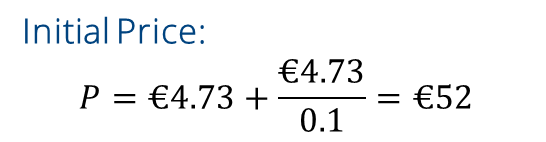 Initial Price:
P = €4.73 + €4.73 / 0.1 = €52